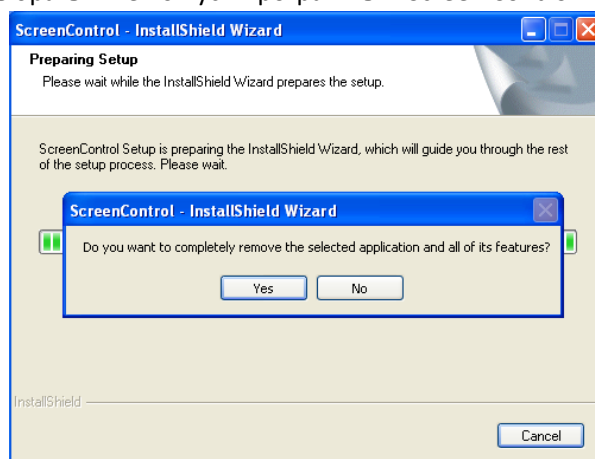 ScreenControl - InstallShield Wizard
Preparing Setup
Please wait while the InstallShield Wizard prepares the setup.
ScreenControl Setup is preparing the InstallShield Wizard, which will guide you through the rest
of the setup process. Please wait.
ScreenControl - InstallShield Wizard
Do you want to completely remove the selected application and all of its features?
Yes No
InstallShield
Cancel